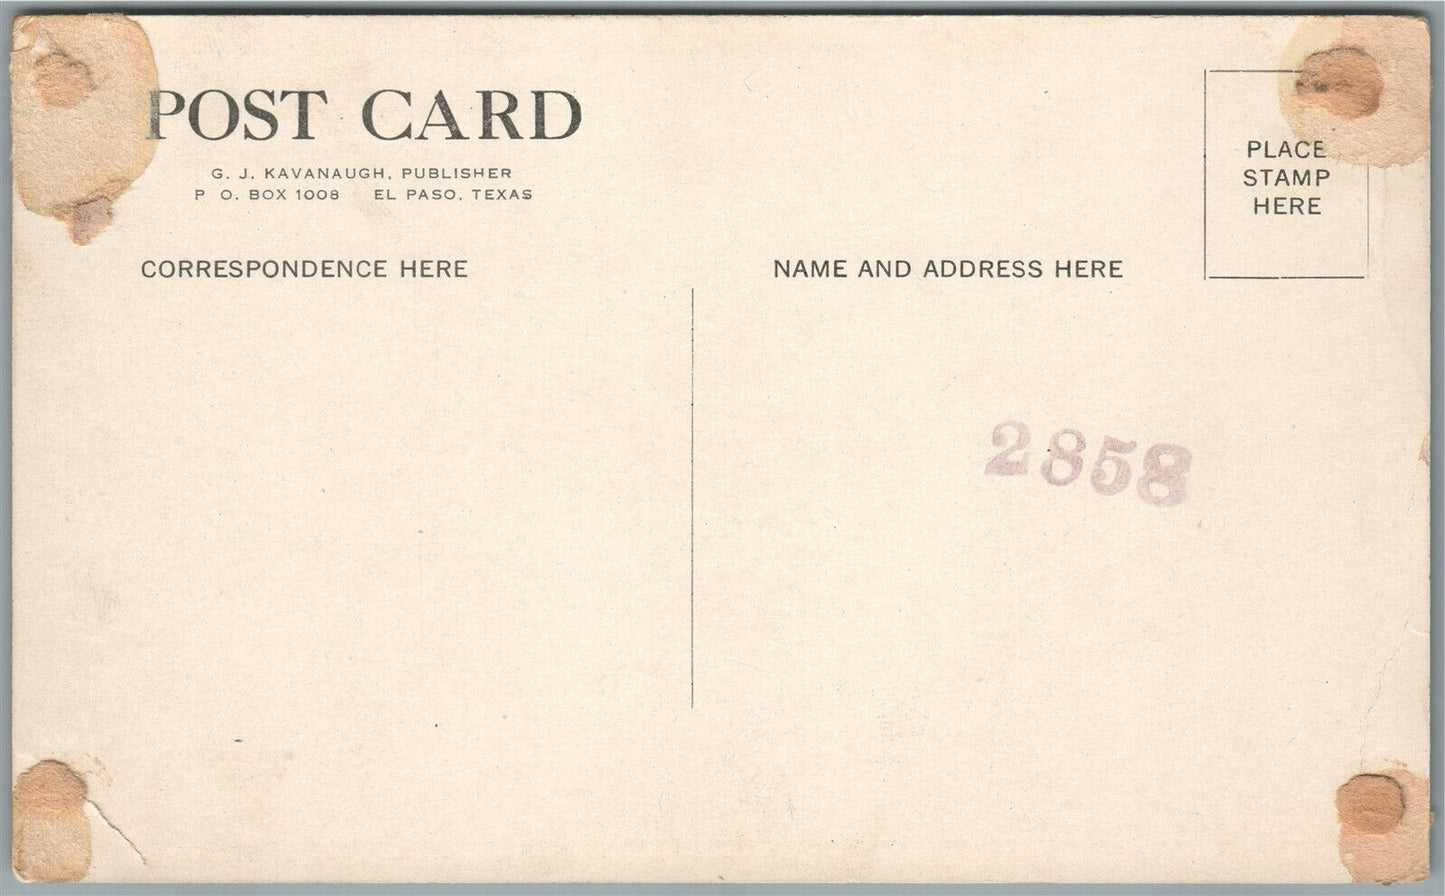 POST CARD
G. J. KAVANAUGH, PUBLISHER
P O. BOX 1008 EL PASO, TEXAS
CORRESPONDENCE HERE
NAME AND ADDRESS HERE
PLACE
STAMP
HERE
2858